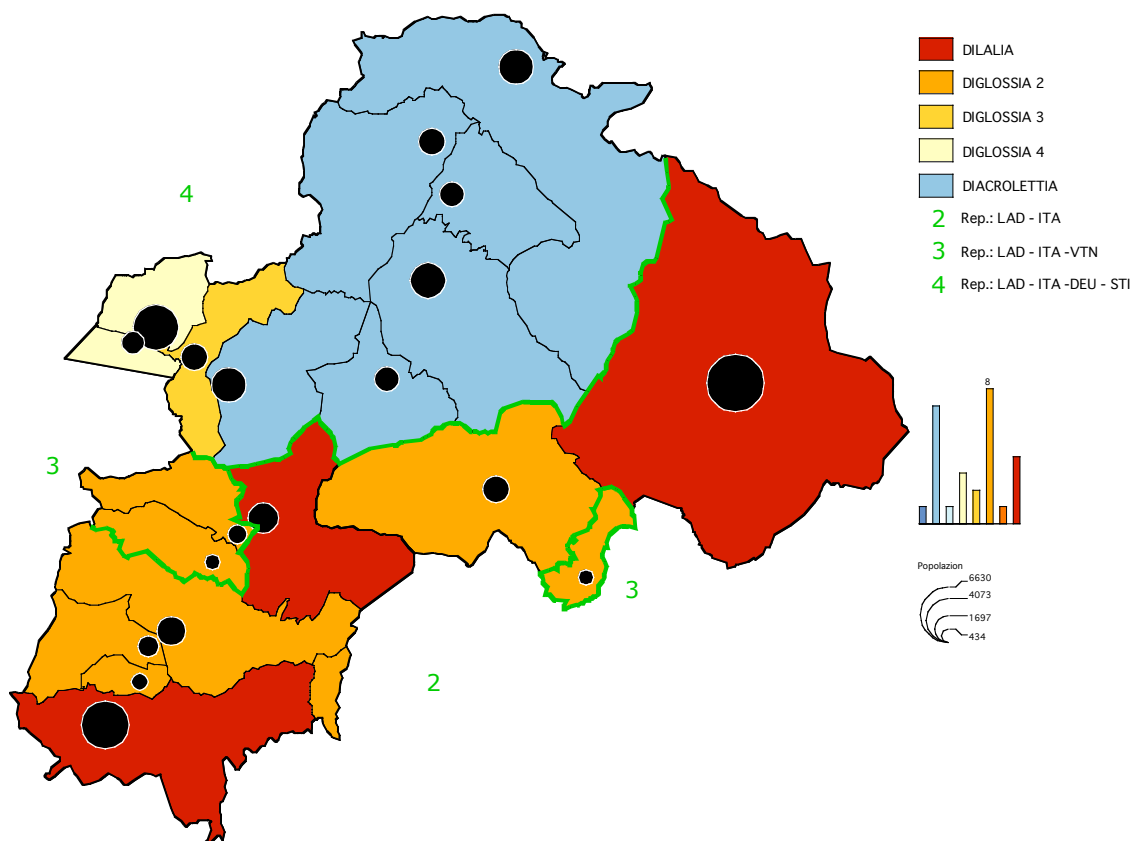 DILALIA
DIGLOSSIA 2
DIGLOSSIA 3
DIGLOSSIA 4
DIACROLETTIA
2 Rep.: LAD - ITA
3 Rep.: LAD - ITA -VTN
4 Rep.: LAD - ITA -DEU - STI
4
3
3
2
8
Popolazion
6630
4073
1697
434